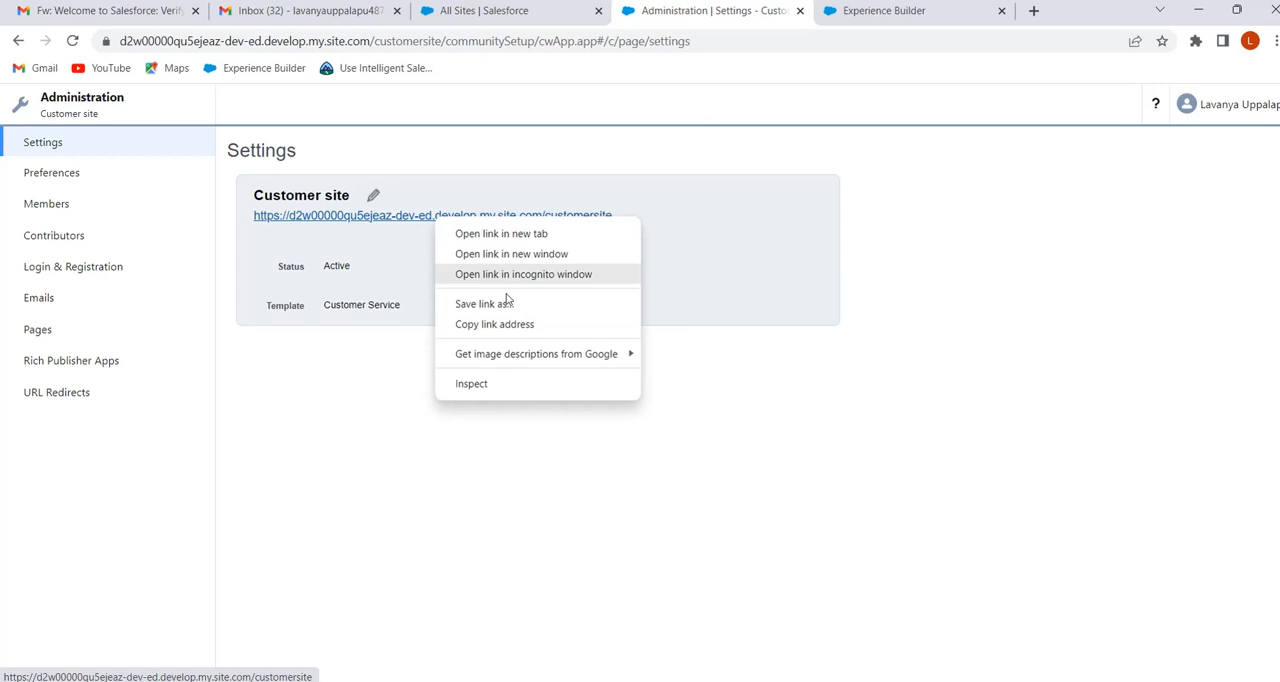 Fw: Welcome to Salesforce: Verify
Inbox (32) - lavanyauppalapu487
All Sites | Salesforce
Administration | Settings - Custo
Experience Builder
d2w00000qu5ejeaz-dev-ed.develop.my.site.com/customersite/communitySetup/cwApp.app#/c/page/settings
L
Gmail
YouTube
Maps
Experience Builder
Use Intelligent Sale...
Administration
Customer site
?
Lavanya Uppalap
Settings
Preferences
Members
Contributors
Login & Registration
Emails
Pages
Rich Publisher Apps
URL Redirects
Settings
Customer site
https://d2w00000qu5ejeaz-dev-ed.develop.my.site.com/customersite
Status
Active
Template
Customer Service
Open link in new tab
Open link in new window
Open link in incognito window
Save link as...
Copy link address
Get image descriptions from Google
Inspect
https://d2w00000qu5ejeaz-dev-ed.develop.my.site.com/customersite